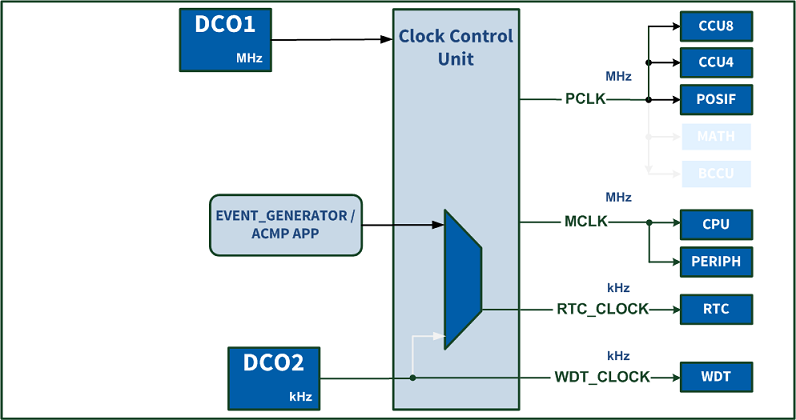 DCO1
MHz
Clock Control
Unit
CCU8
CCU4
MHz
PCLK
POSIF
MATH
BCCU
MHz
EVENT_GENERATOR /
ACMP APP
MCLK
CPU
PERIPH
kHz
RTC_CLOCK
RTC
DCO2
kHz
kHz
WDT_CLOCK
WDT